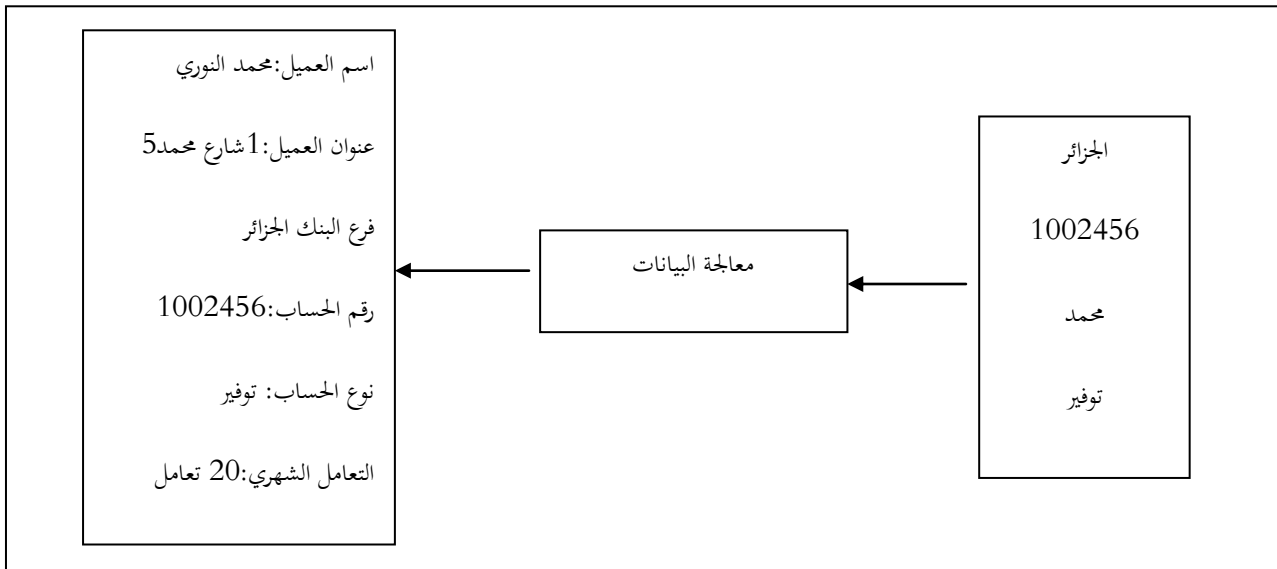 الجزائر
1002456
محمد
توفير
معالجة البيانات
اسم العميل:محمد النوري
عنوان العميل:1شارع محمد5
فرع البنك الجزائر
رقم الحساب:1002456
نوع الحساب: توفير
التعامل الشهري:20 تعامل